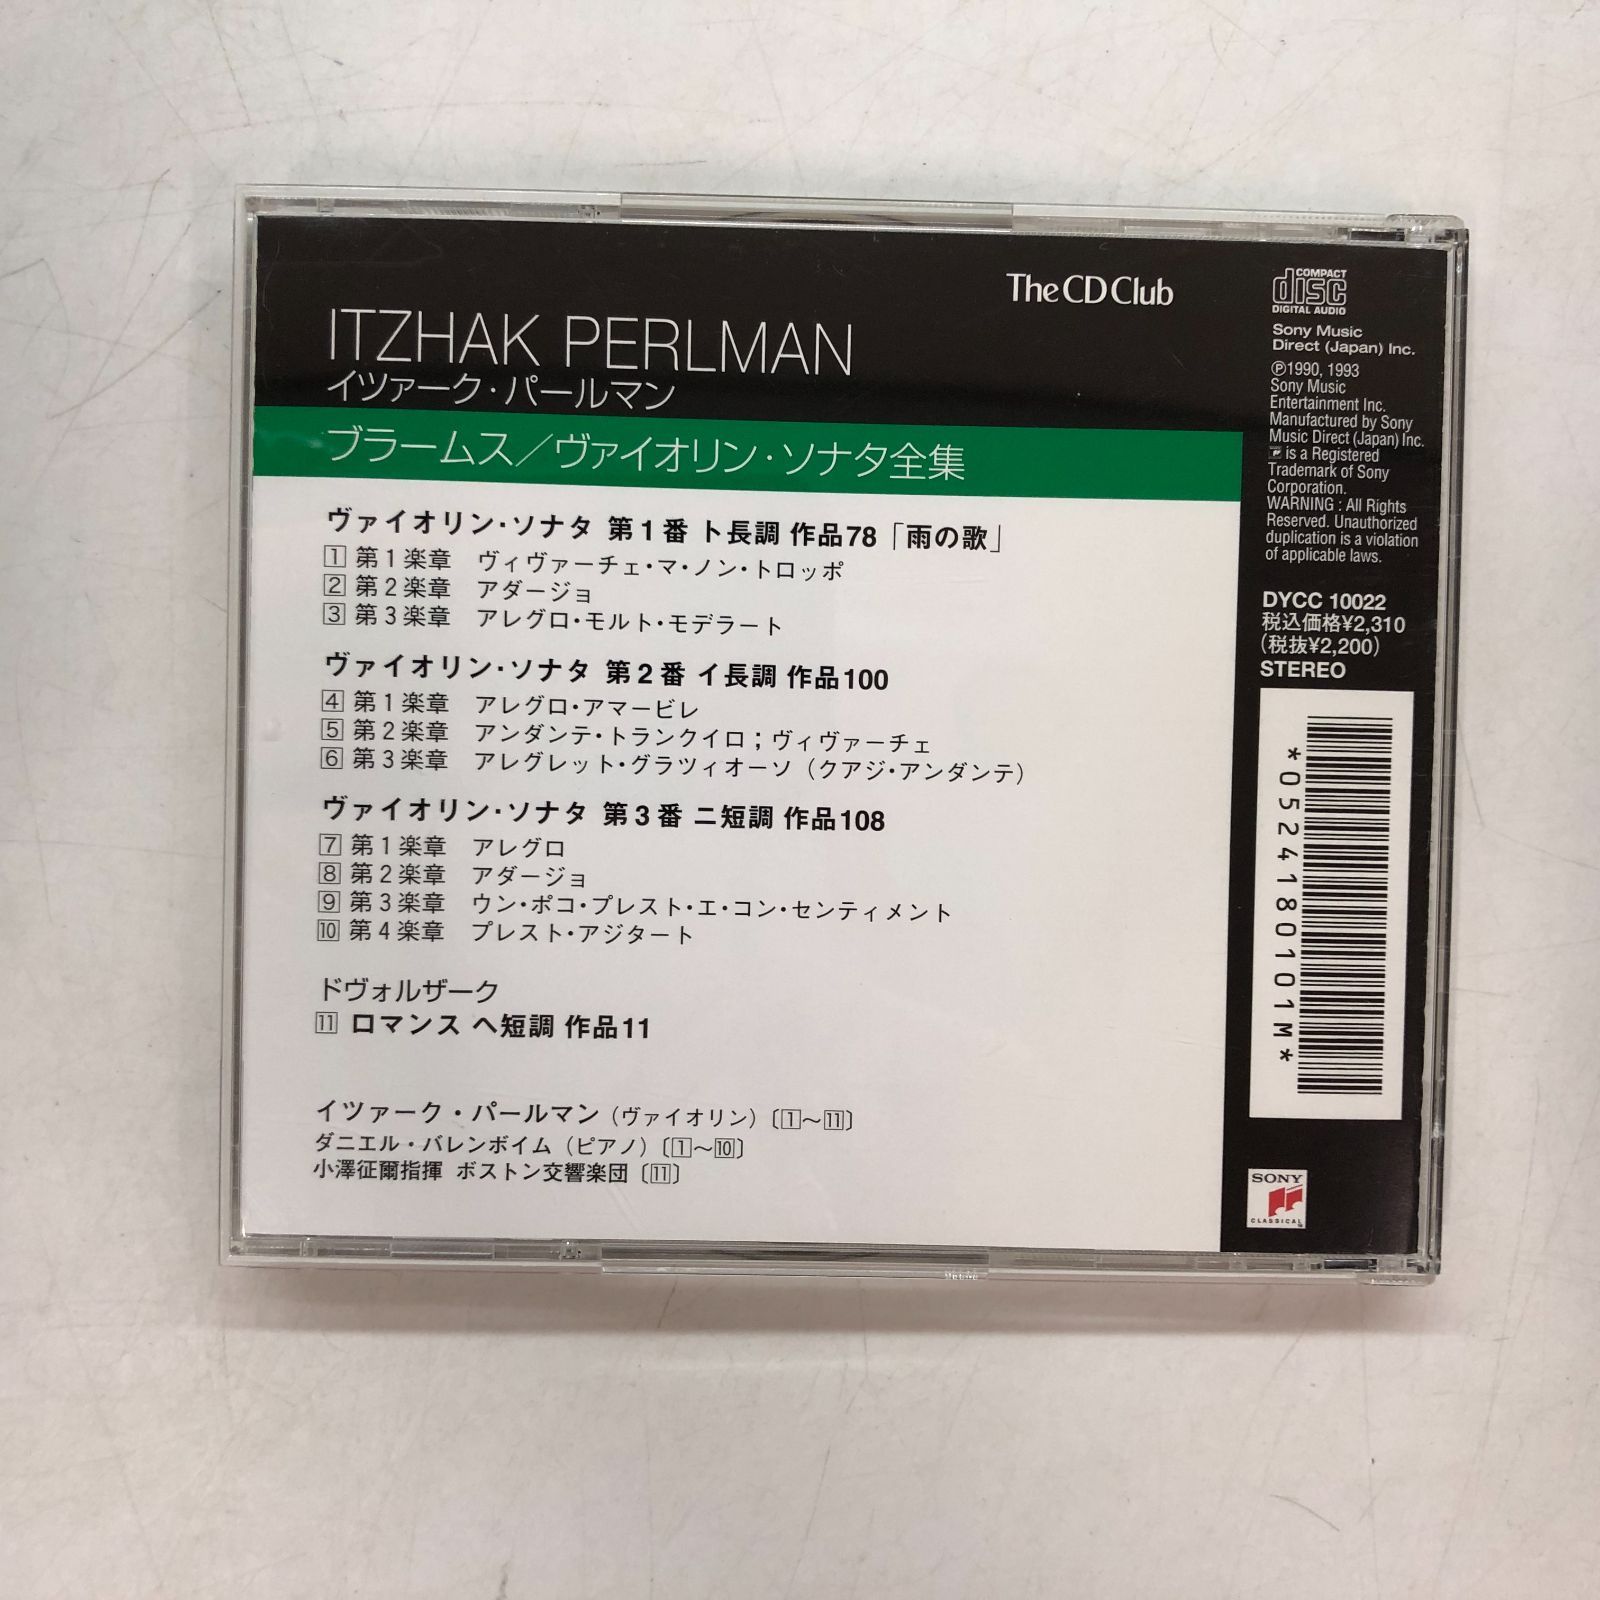 The CD Club
ITZHAK PERLMAN
イツァーク・パールマン
ブラームス／ヴァイオリン・ソナタ全集
ヴァイオリン・ソナタ 第1番 ト長調 作品78「雨の歌」
1 第1楽章 ヴィヴァーチェ・マ・ノン・トロッポ
2 第2楽章 アダージョ
3 第3楽章 アレグロ・モルト・モデラート
ヴァイオリン・ソナタ 第2番 イ長調 作品100
4 第1楽章 アレグロ・アマービレ
5 第2楽章 アンダンテ・トランクイロ；ヴィヴァーチェ
6 第3楽章 アレグレット・グラツィオーソ（クアジ・アンダンテ）
ヴァイオリン・ソナタ 第3番 ニ短調 作品108
7 第1楽章 アレグロ
8 第2楽章 アダージョ
9 第3楽章 ウン・ポコ・プレスト・エ・コン・センティメント
10 第4楽章 プレスト・アジタート
ドヴォルザーク
11 ロマンス ヘ短調 作品11
イツァーク・パールマン（ヴァイオリン）〔1〜11〕
ダニエル・バレンボイム（ピアノ）〔1〜10〕
小澤征爾指揮 ボストン交響楽団〔11〕
COMPACT
disc
DIGITAL AUDIO
Sony Music
Direct (Japan) Inc.
℗1990, 1993
Sony Music
Entertainment Inc.
Manufactured by Sony
Music Direct (Japan) Inc.
is a Registered
Trademark of Sony
Corporation.
WARNING : All Rights
Reserved. Unauthorized
duplication is a violation
of applicable laws.
DYCC 10022
税込価格¥2,310
(税抜¥2,200)
STEREO
*0524180101M*
SONY
CLASSICAL